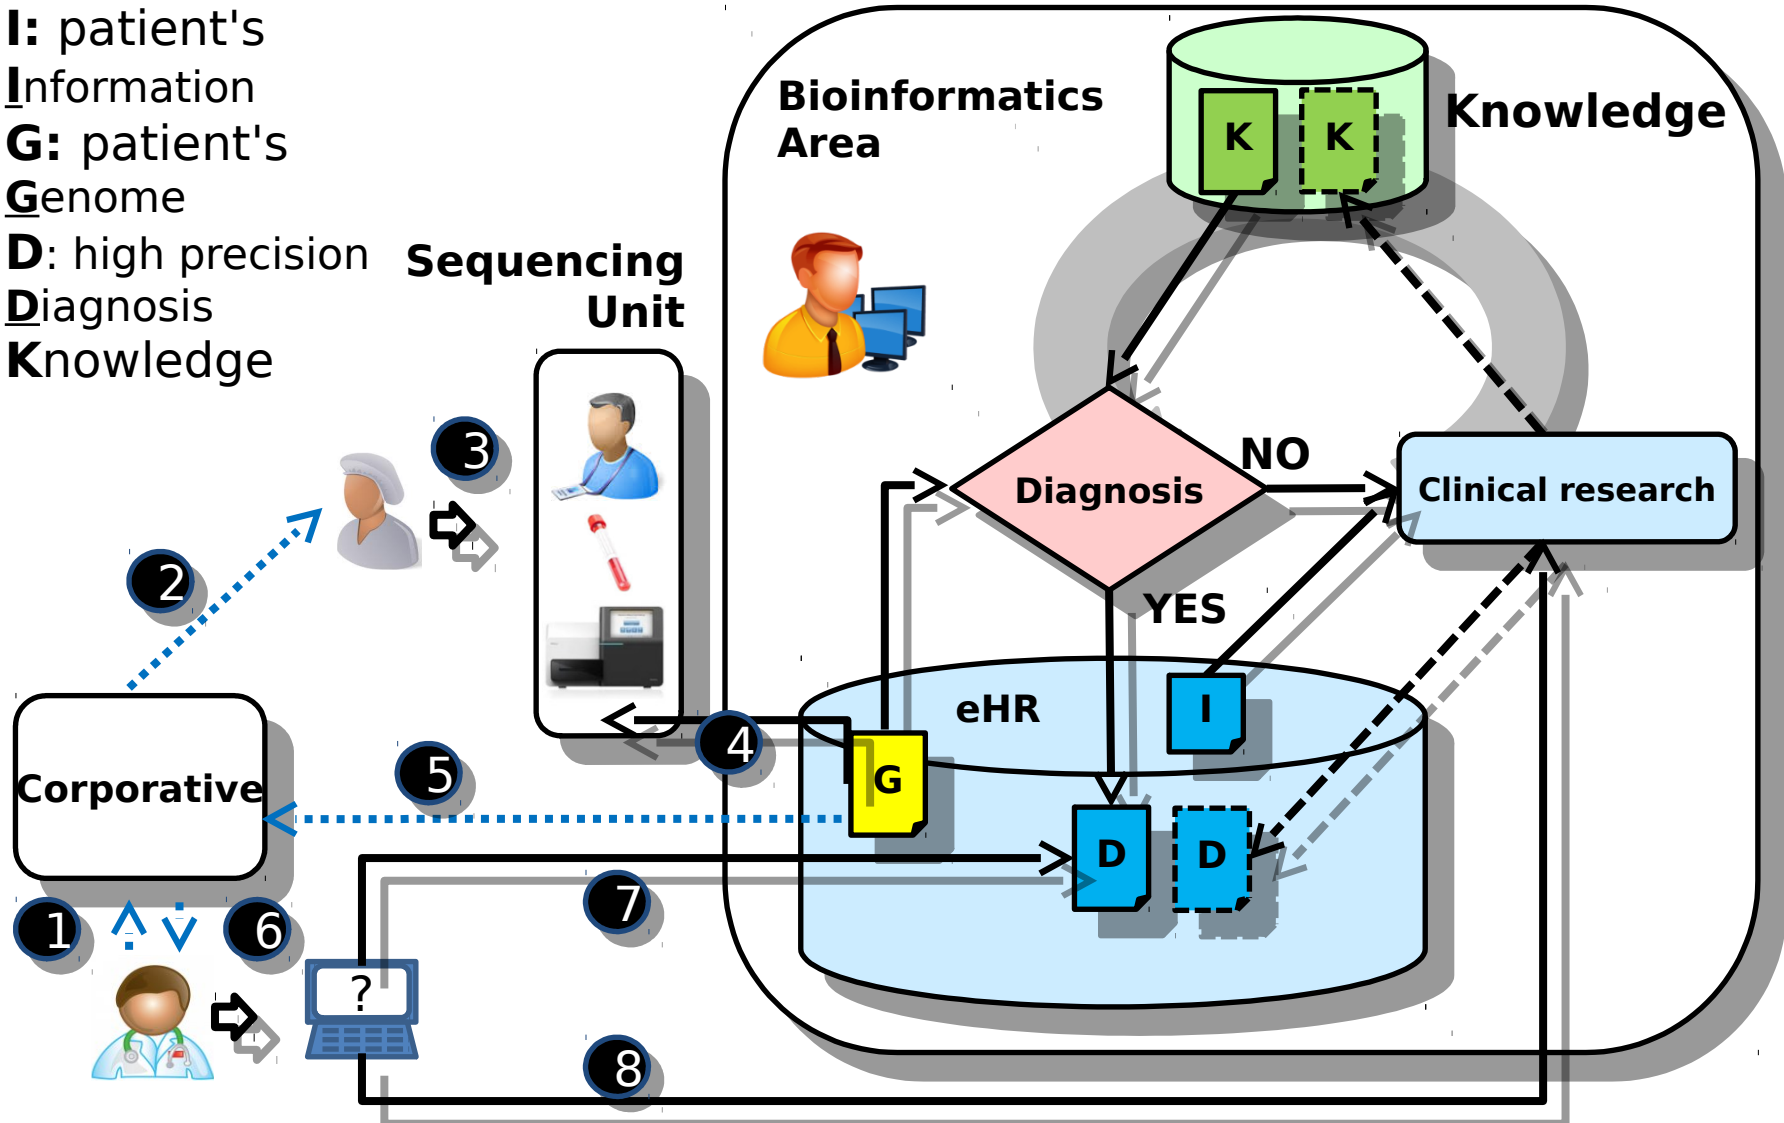 I: patient's
Information
G: patient's
Genome
D: high precision
Diagnosis
Knowledge
Sequencing
Unit
Bioinformatics
Area
Knowledge
K
K
3
2
Diagnosis
NO
Clinical research
YES
eHR
I
4
5
G
Corporative
D
D
7
1
6
?
8